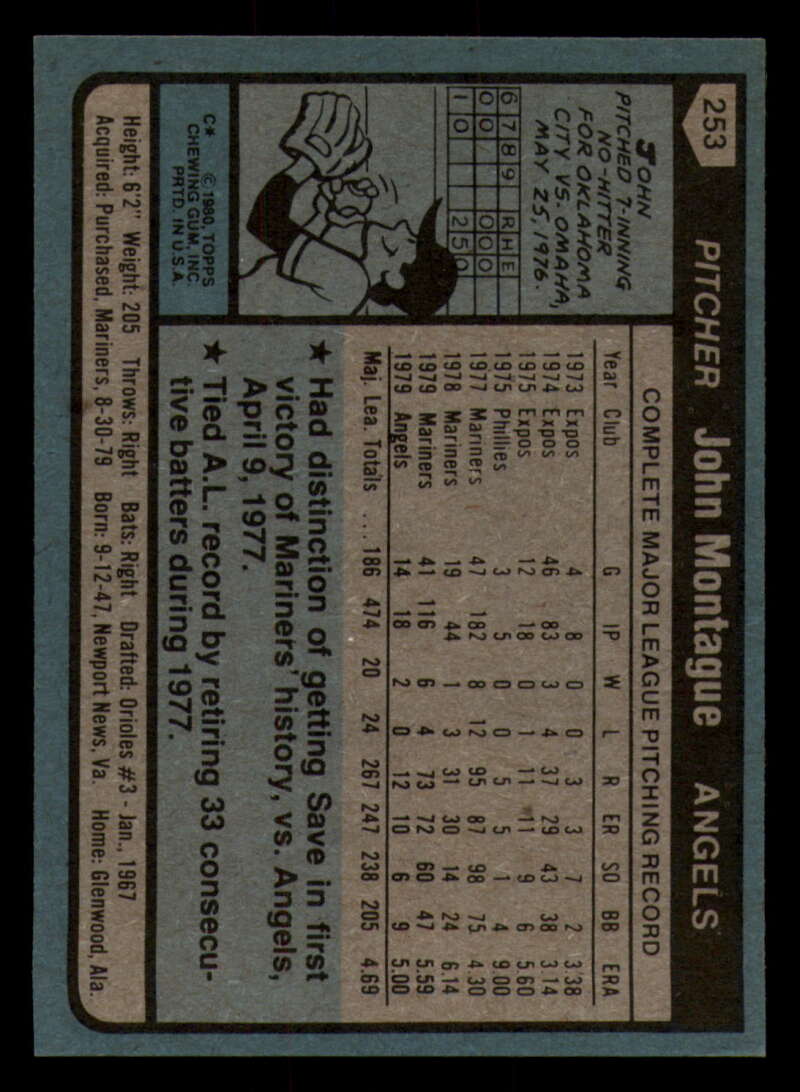 253 PITCHER John Montague ANGELS
JOHN
PITCHED 7-INNING
NO-HITTER
FOR OKLAHOMA
CITY VS. OMAHA,
MAY 25, 1976.
6 7 8 9 R H E
0 0 0 0 0
1 0 2 5 0
C* © 1980, TOPPS
CHEWING GUM, INC.
PRTD. IN U.S.A.
COMPLETE MAJOR LEAGUE PITCHING RECORD
Year Club G IP W L R ER SO BB ERA
1973 Expos 4 8 0 0 3 3 7 2 3.38
1974 Expos 46 83 3 4 37 29 43 38 3.14
1975 Expos 12 18 0 1 11 11 9 6 5.60
1975 Phillies 3 5 0 0 5 5 1 4 9.00
1977 Mariners 47 182 8 12 95 87 98 75 4.30
1978 Mariners 19 44 1 3 31 30 14 24 6.14
1979 Mariners 41 116 6 4 73 72 60 47 5.59
1979 Angels 14 18 2 0 12 10 6 9 5.00
Maj. Lea. Totals ... 186 474 20 24 267 247 238 205 4.69
★ Had distinction of getting Save in first
victory of Mariners' history, vs. Angels,
April 9, 1977.
★ Tied A.L. record by retiring 33 consecu-
tive batters during 1977.
Height: 6'2" Weight: 205 Throws: Right Bats: Right Drafted: Orioles #3 - Jan., 1967
Acquired: Purchased, Mariners, 8-30-79 Born: 9-12-47, Newport News, Va. Home: Glenwood, Ala.